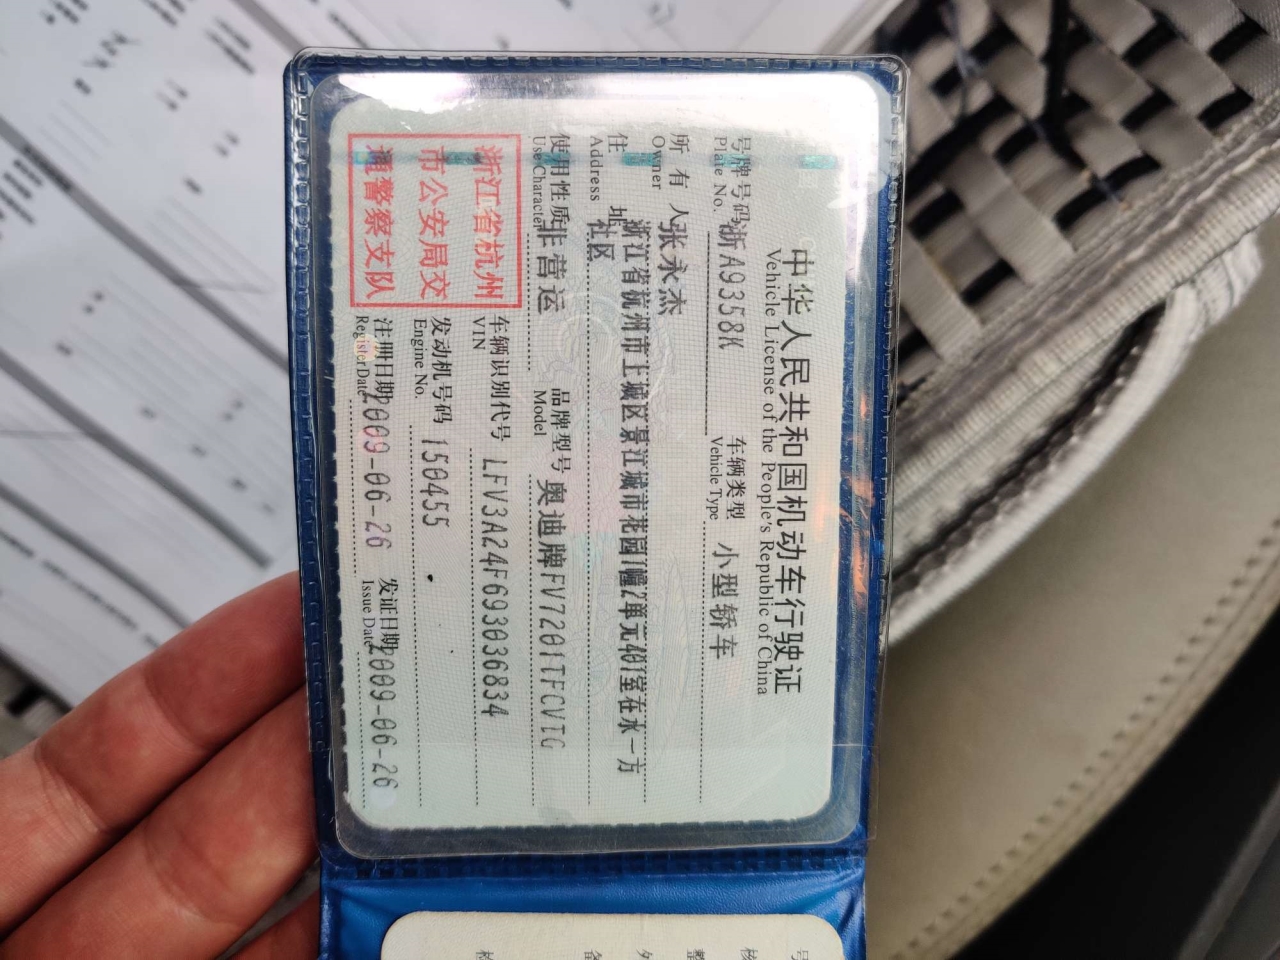 中华人民共和国机动车行驶证
Vehicle License of the People's Republic of China
号牌号码 浙A9358K 车辆类型 小型轿车
Plate No. Vehicle Type
所有人 张永杰
Owner
住址 浙江省杭州市上城区景江城市花园1幢2单元401室在水一方
Address 社区
使用性质 非营运 品牌型号 奥迪牌FV7201TFCVTG
Use Character Model
浙江省杭州
市公安局交
通警察支队
车辆识别代号 LFV3A24F693036834
VIN
发动机号码 150455
Engine No.
注册日期 2009-06-26 发证日期 2009-06-26
Register Date Issue Date
号
核
整
外
备
检